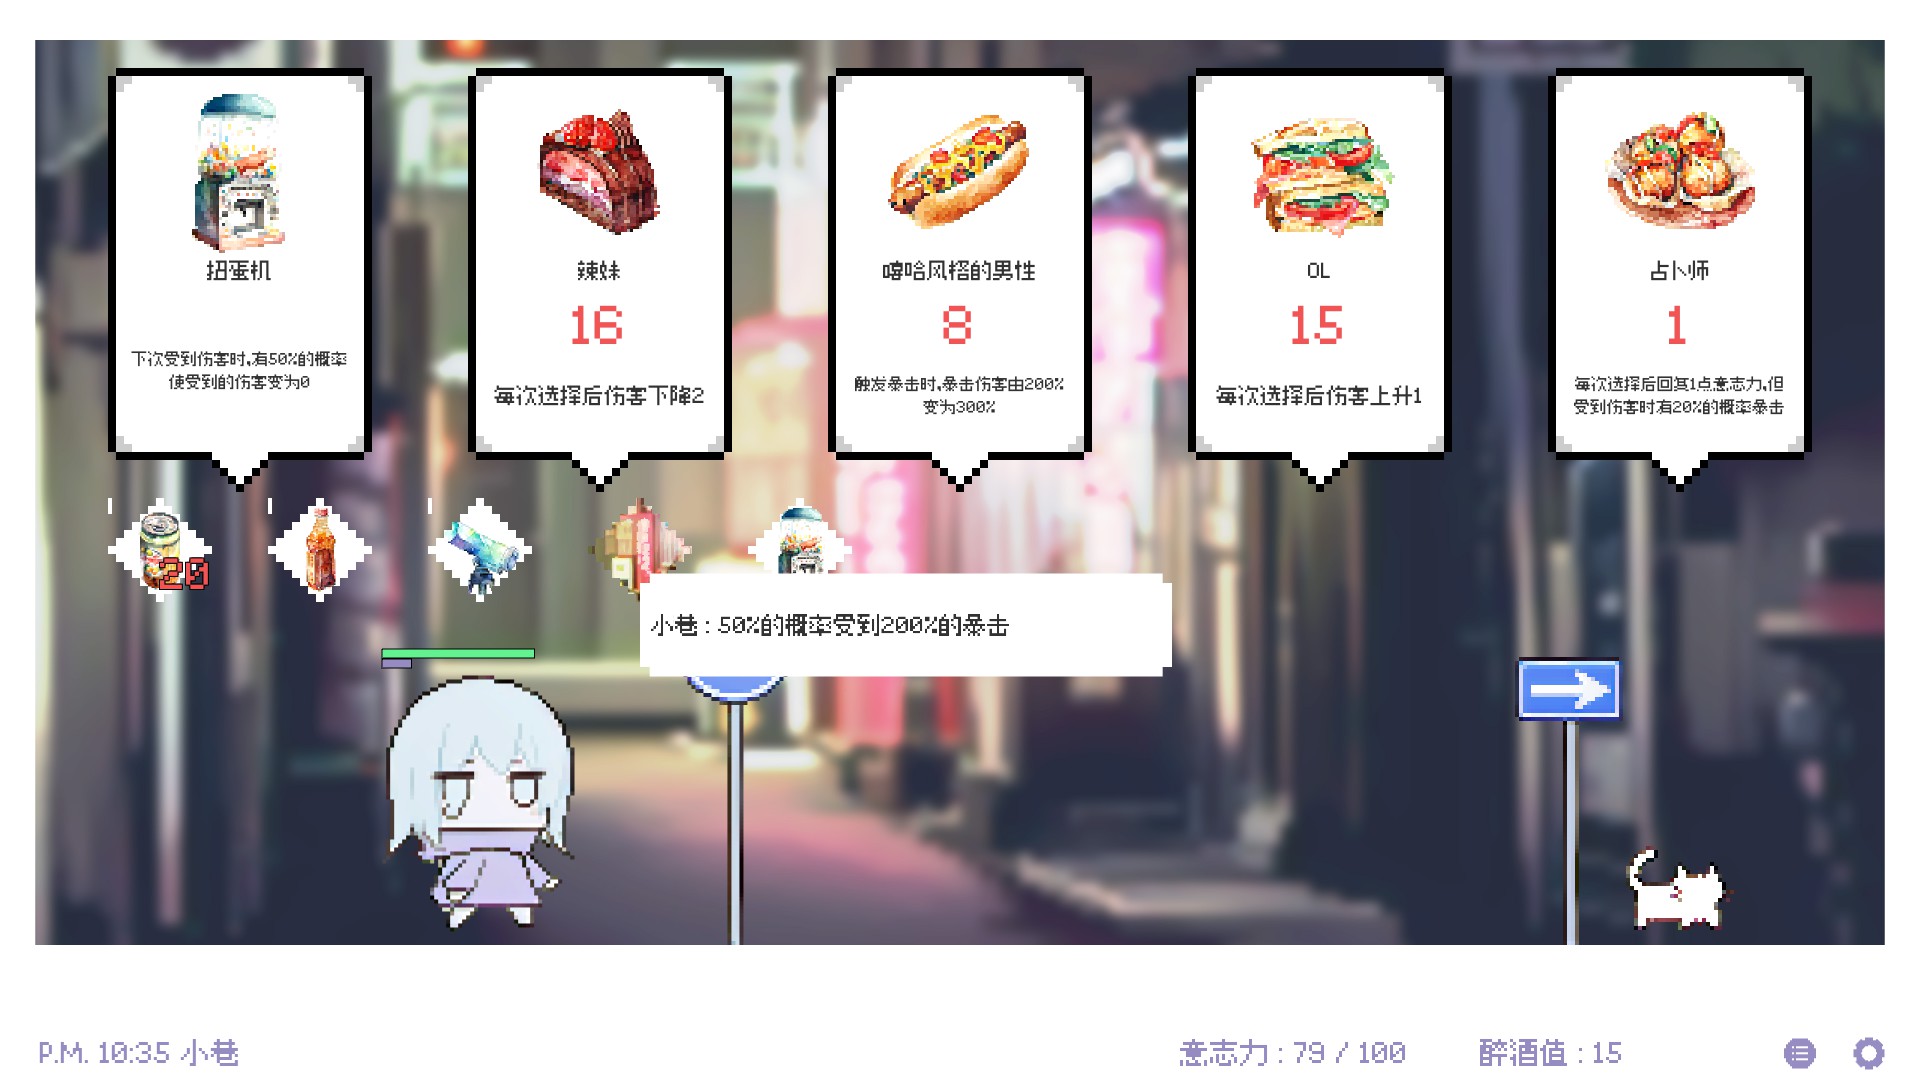 扭蛋机
下次受到伤害时,有50%的概率
使受到的伤害变为0
辣妹
16
每次选择后伤害下降2
嘻哈风格的男性
8
触发暴击时,暴击伤害由200%
变为300%
OL
15
每次选择后伤害上升1
占卜师
1
每次选择后回复1点意志力,但
受到伤害时有20%的概率暴击
20
小巷 : 50%的概率受到200%的暴击
P.M. 10:35 小巷
意志力 : 79 / 100
醉酒值 : 15